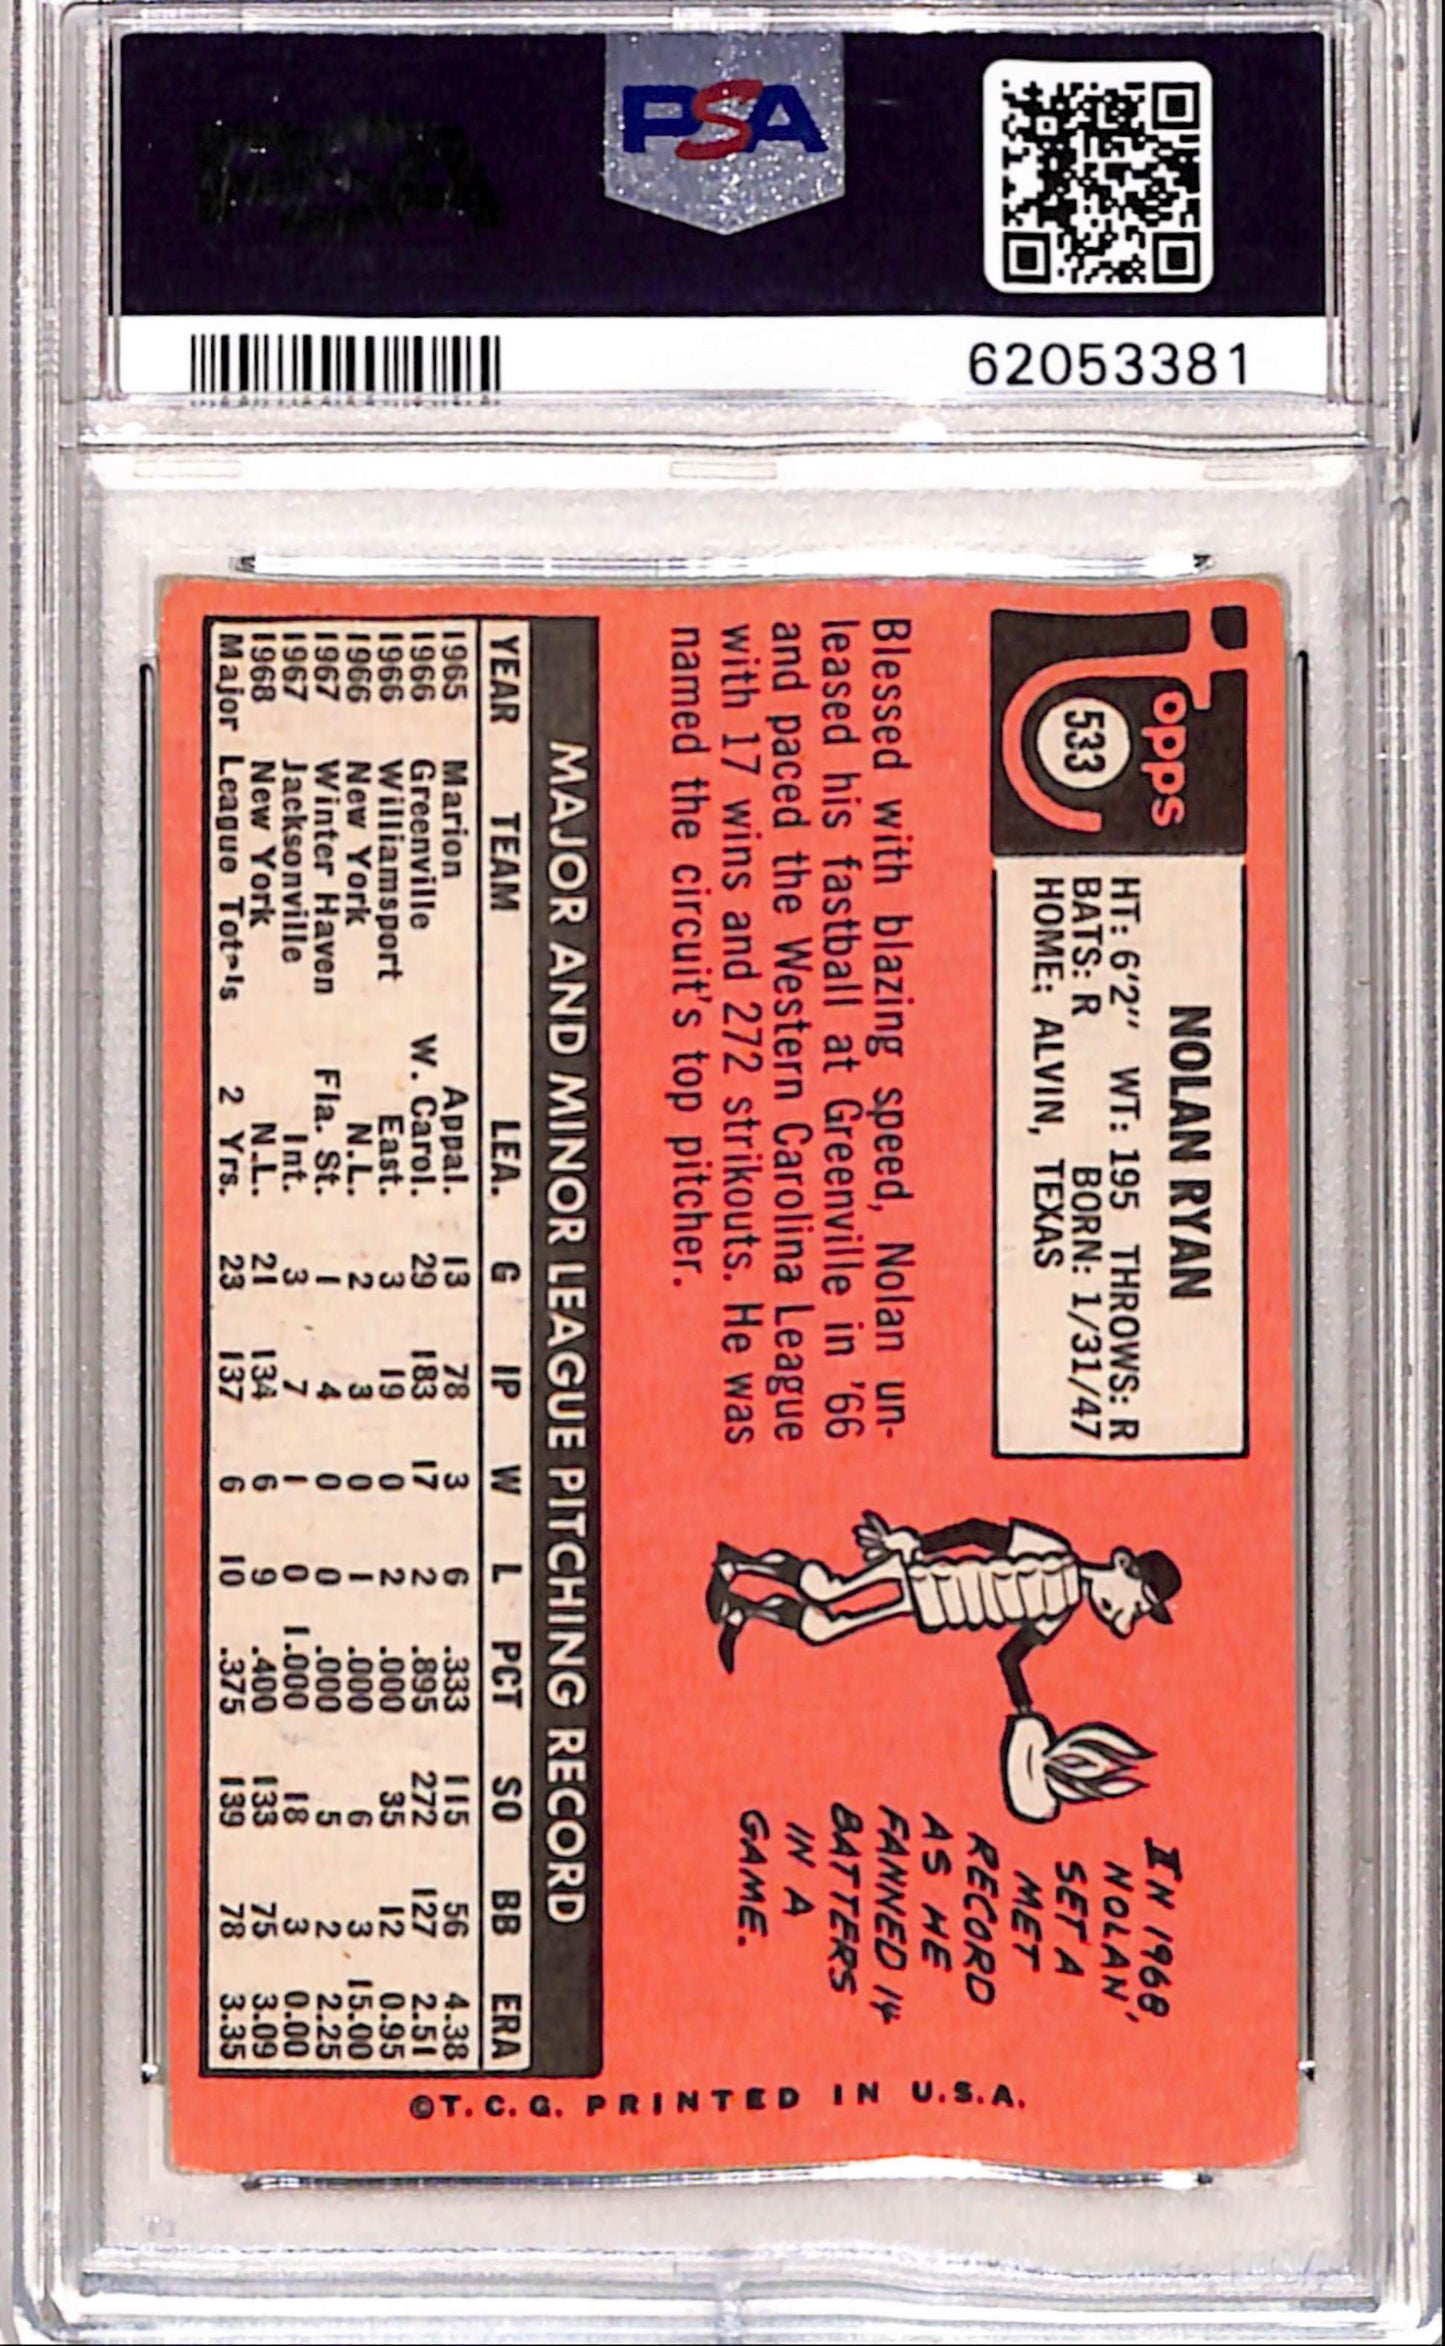 PSA
62053381
Topps
533
NOLAN RYAN
HT: 6'2" WT: 195 THROWS: R
BATS: R BORN: 1/31/47
HOME: ALVIN, TEXAS
Blessed with blazing speed, Nolan un-
leased his fastball at Greenville in '66
and paced the Western Carolina League
with 17 wins and 272 strikouts. He was
named the circuit's top pitcher.
IN 1968
NOLAN,
SET A
MET
RECORD
AS HE
FANNED 14
BATTERS
IN A
GAME.
MAJOR AND MINOR LEAGUE PITCHING RECORD
YEAR TEAM LEA. G IP W L PCT SO BB ERA
1965 Marion Appal. 13 78 3 6 .333 115 56 4.38
1966 Greenville W. Carol. 29 183 17 2 .895 272 127 2.51
1966 Williamsport East. 3 19 0 2 .000 35 12 0.95
1966 New York N.L. 2 3 0 1 .000 6 3 15.00
1967 Winter Haven Fla. St. 1 4 0 0 .000 5 2 2.25
1967 Jacksonville Int. 3 7 1 0 1.000 18 3 0.00
1968 New York N.L. 21 134 6 9 .400 133 75 3.09
Major League Totals 2 Yrs. 23 137 6 10 .375 139 78 3.35
©T.C.G. PRINTED IN U.S.A.